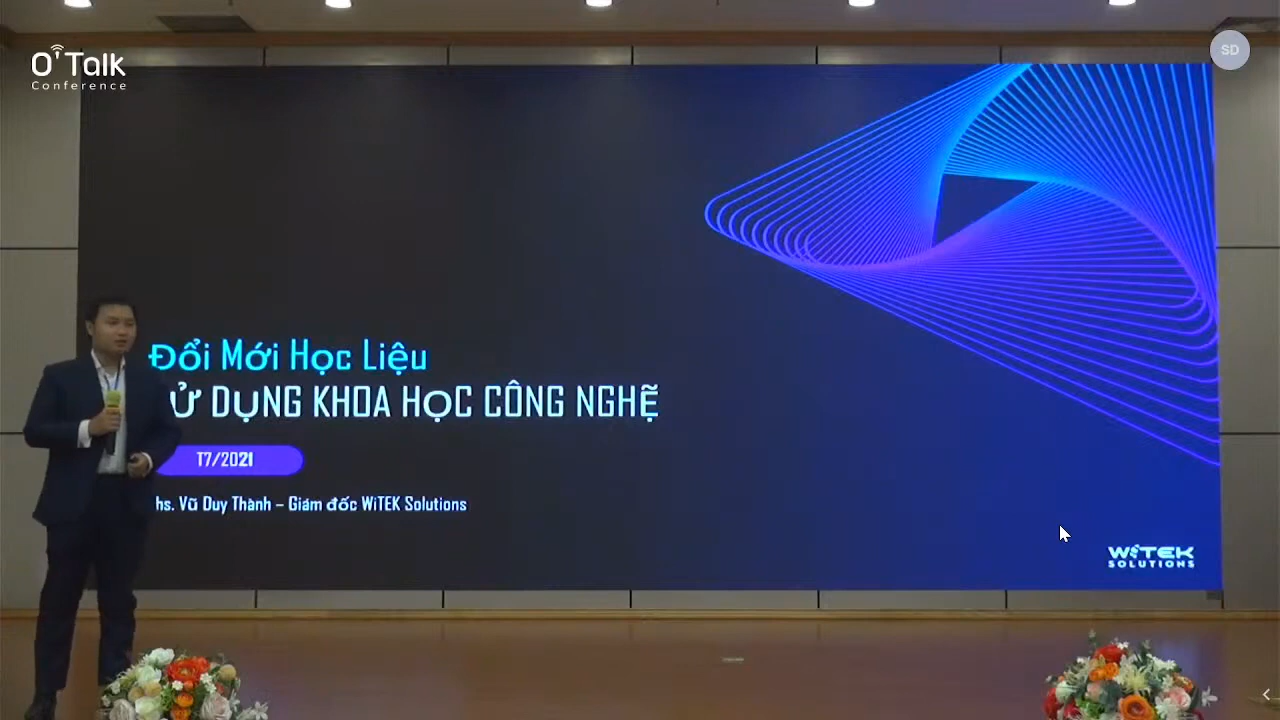 O'Talk
Conference
SD
Đổi Mới Học Liệu
Ử DỤNG KHOA HỌC CÔNG NGHỆ
T7/2021
hs. Vũ Duy Thành – Giám đốc WiTEK Solutions
WiTEK
SOLUTIONS